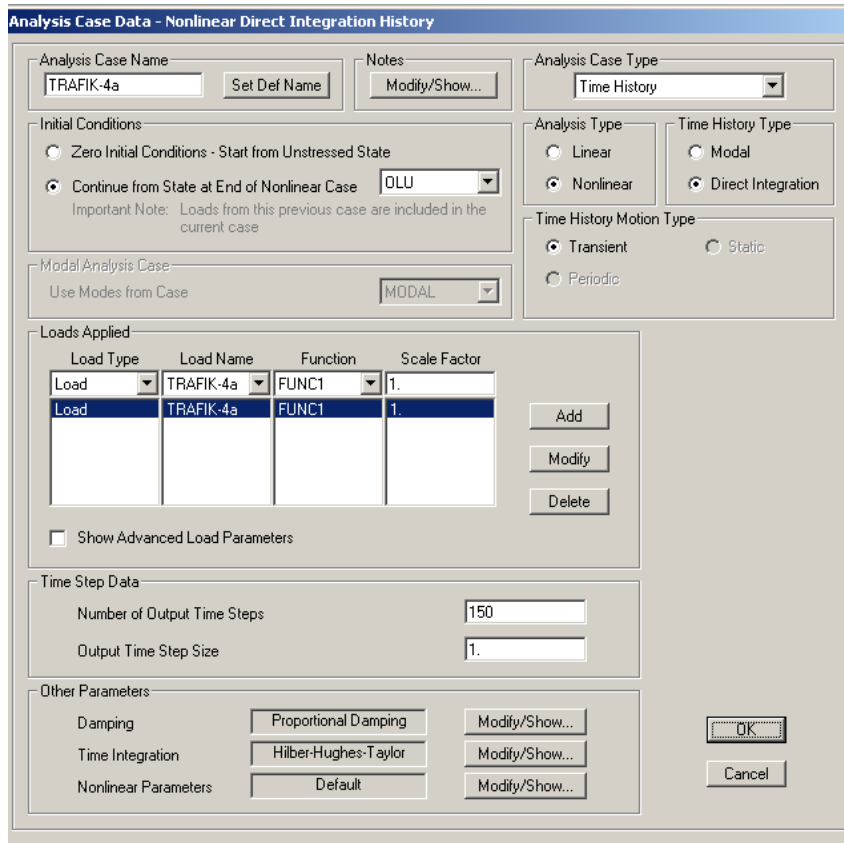 Analysis Case Data - Nonlinear Direct Integration History
Analysis Case Name
TRAFIK-4a
Set Def Name
Notes
Modify/Show...
Analysis Case Type
Time History
Initial Conditions
Zero Initial Conditions - Start from Unstressed State
Continue from State at End of Nonlinear Case
OLU
Important Note: Loads from this previous case are included in the
current case
Analysis Type
Linear
Nonlinear
Time History Type
Modal
Direct Integration
Time History Motion Type
Transient
Static
Periodic
Modal Analysis Case
Use Modes from Case
MODAL
Loads Applied
Load Type Load Name Function Scale Factor
Load TRAFIK-4a FUNC1 1.
Load TRAFIK-4a FUNC1 1.
Add
Modify
Delete
Show Advanced Load Parameters
Time Step Data
Number of Output Time Steps 150
Output Time Step Size 1.
Other Parameters
Damping Proportional Damping Modify/Show...
Time Integration Hilber-Hughes-Taylor Modify/Show...
Nonlinear Parameters Default Modify/Show...
OK
Cancel